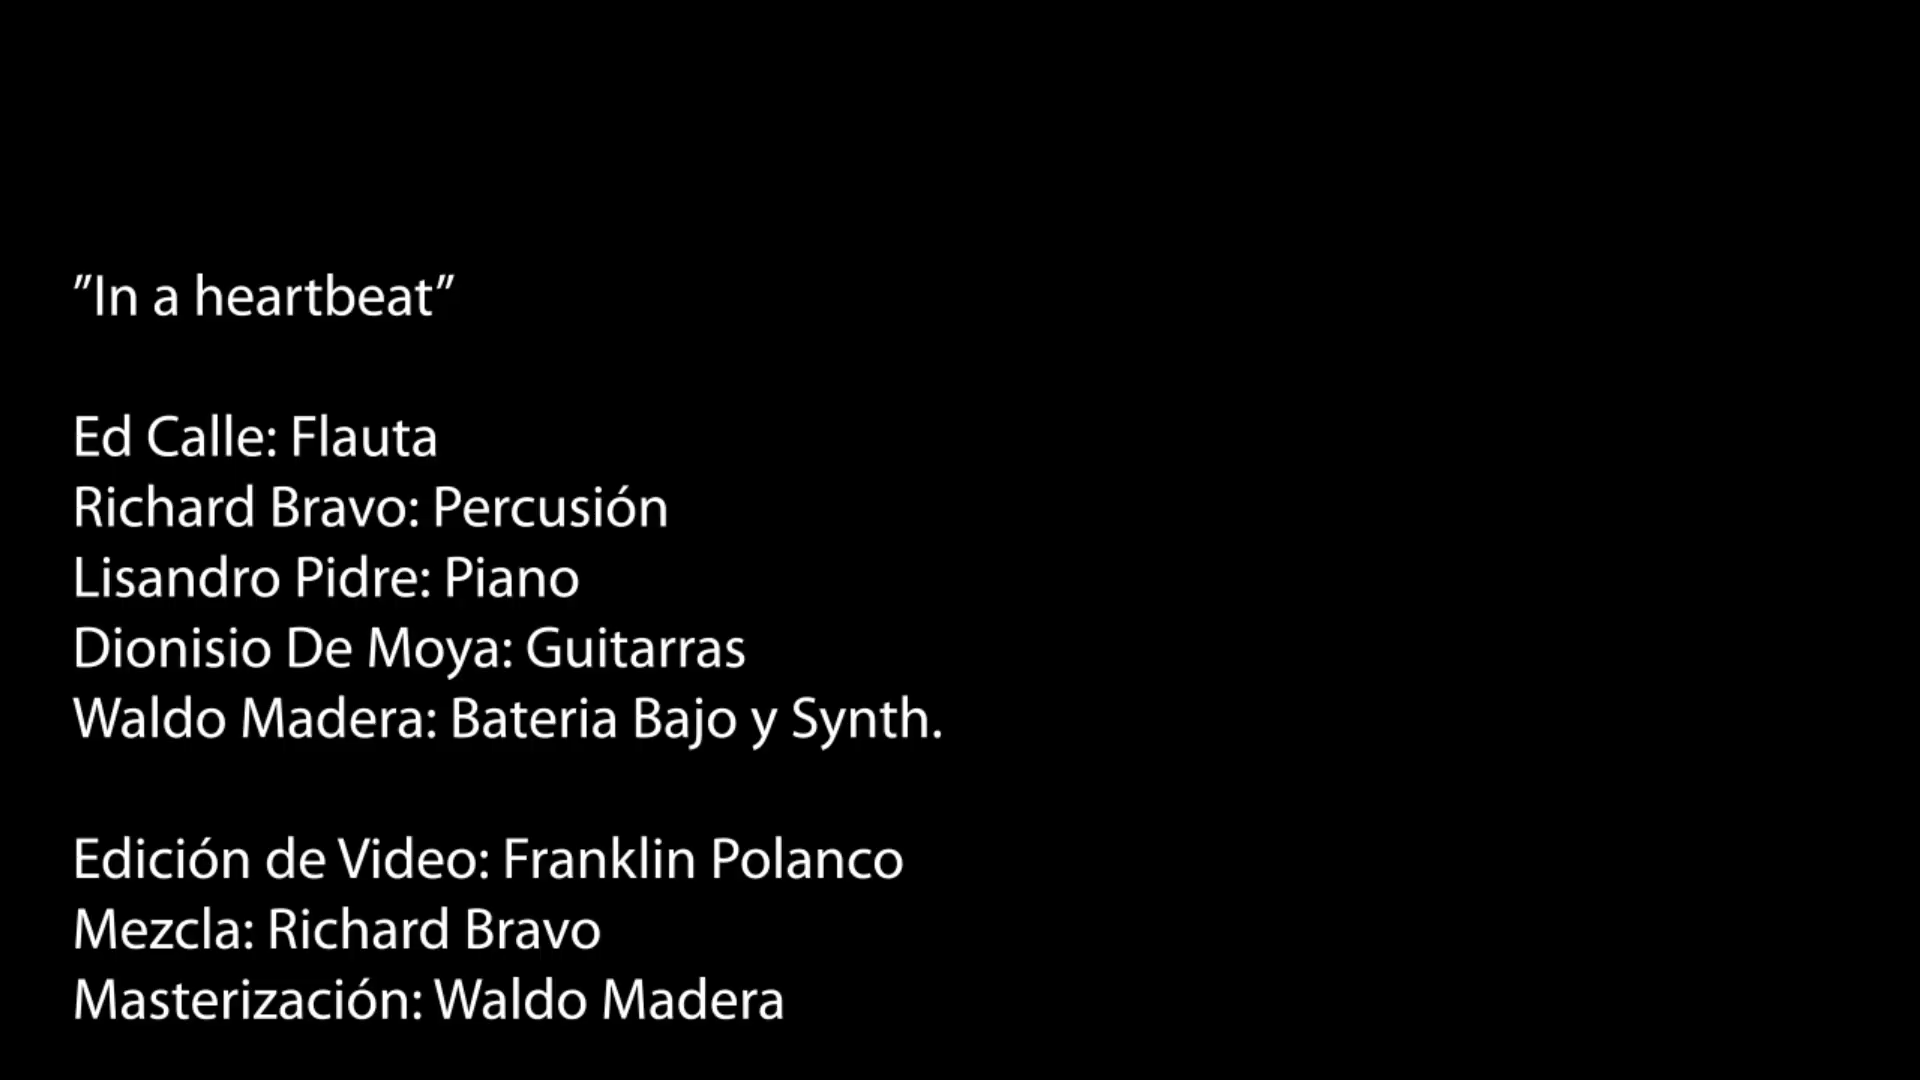 ”In a heartbeat”
Ed Calle: Flauta
Richard Bravo: Percusión
Lisandro Pidre: Piano
Dionisio De Moya: Guitarras
Waldo Madera: Bateria Bajo y Synth.
Edición de Video: Franklin Polanco
Mezcla: Richard Bravo
Masterización: Waldo Madera